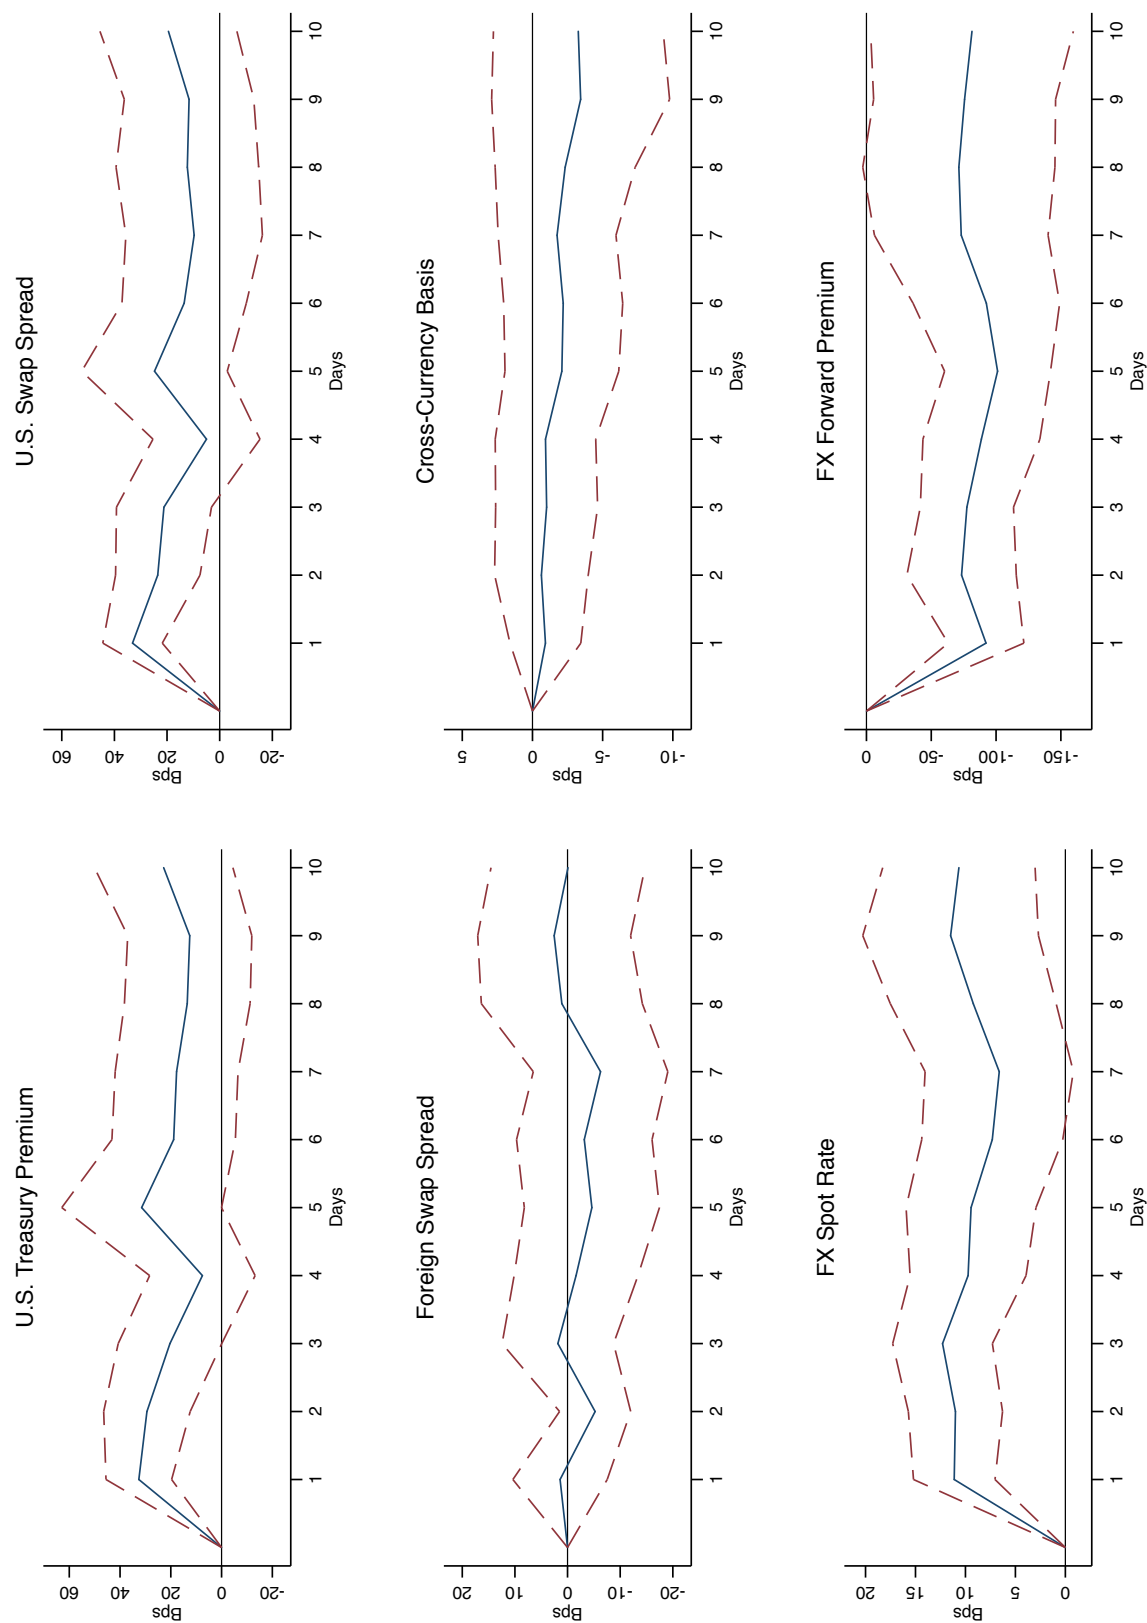 U.S. Treasury Premium
Bps
60
40
20
0
-20
1 2 3 4 5 6 7 8 9 10
Days
U.S. Swap Spread
Bps
60
40
20
0
-20
1 2 3 4 5 6 7 8 9 10
Days
Foreign Swap Spread
Bps
20
10
0
-10
-20
1 2 3 4 5 6 7 8 9 10
Days
Cross-Currency Basis
Bps
5
0
-5
-10
1 2 3 4 5 6 7 8 9 10
Days
FX Spot Rate
Bps
20
15
10
5
0
1 2 3 4 5 6 7 8 9 10
Days
FX Forward Premium
Bps
0
-50
-100
-150
1 2 3 4 5 6 7 8 9 10
Days